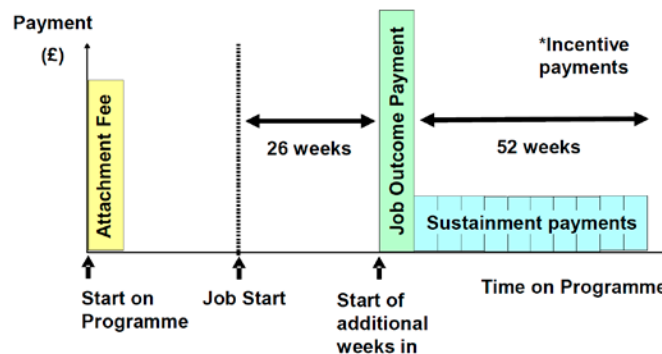 Payment
(£)
Attachment Fee
Job Outcome Payment
*Incentive
payments
26 weeks
52 weeks
Sustainment payments
Start on
Programme
Job Start
Start of
additional
weeks in
Time on Programme